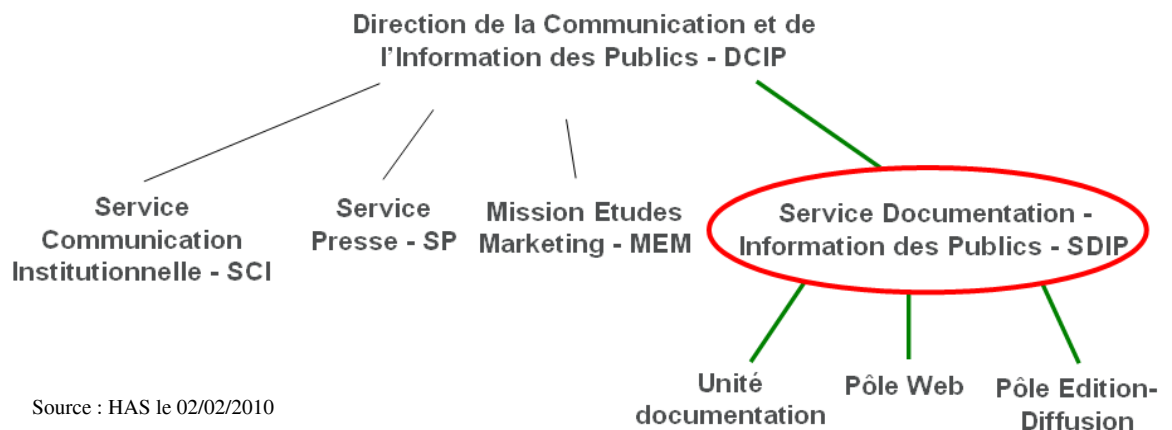 Direction de la Communication et de
l'Information des Publics - DCIP
Service
Communication
Institutionnelle - SCI
Service
Presse - SP
Mission Etudes
Marketing - MEM
Service Documentation -
Information des Publics - SDIP
Unité
documentation
Pôle Web
Pôle Edition-
Diffusion
Source : HAS le 02/02/2010